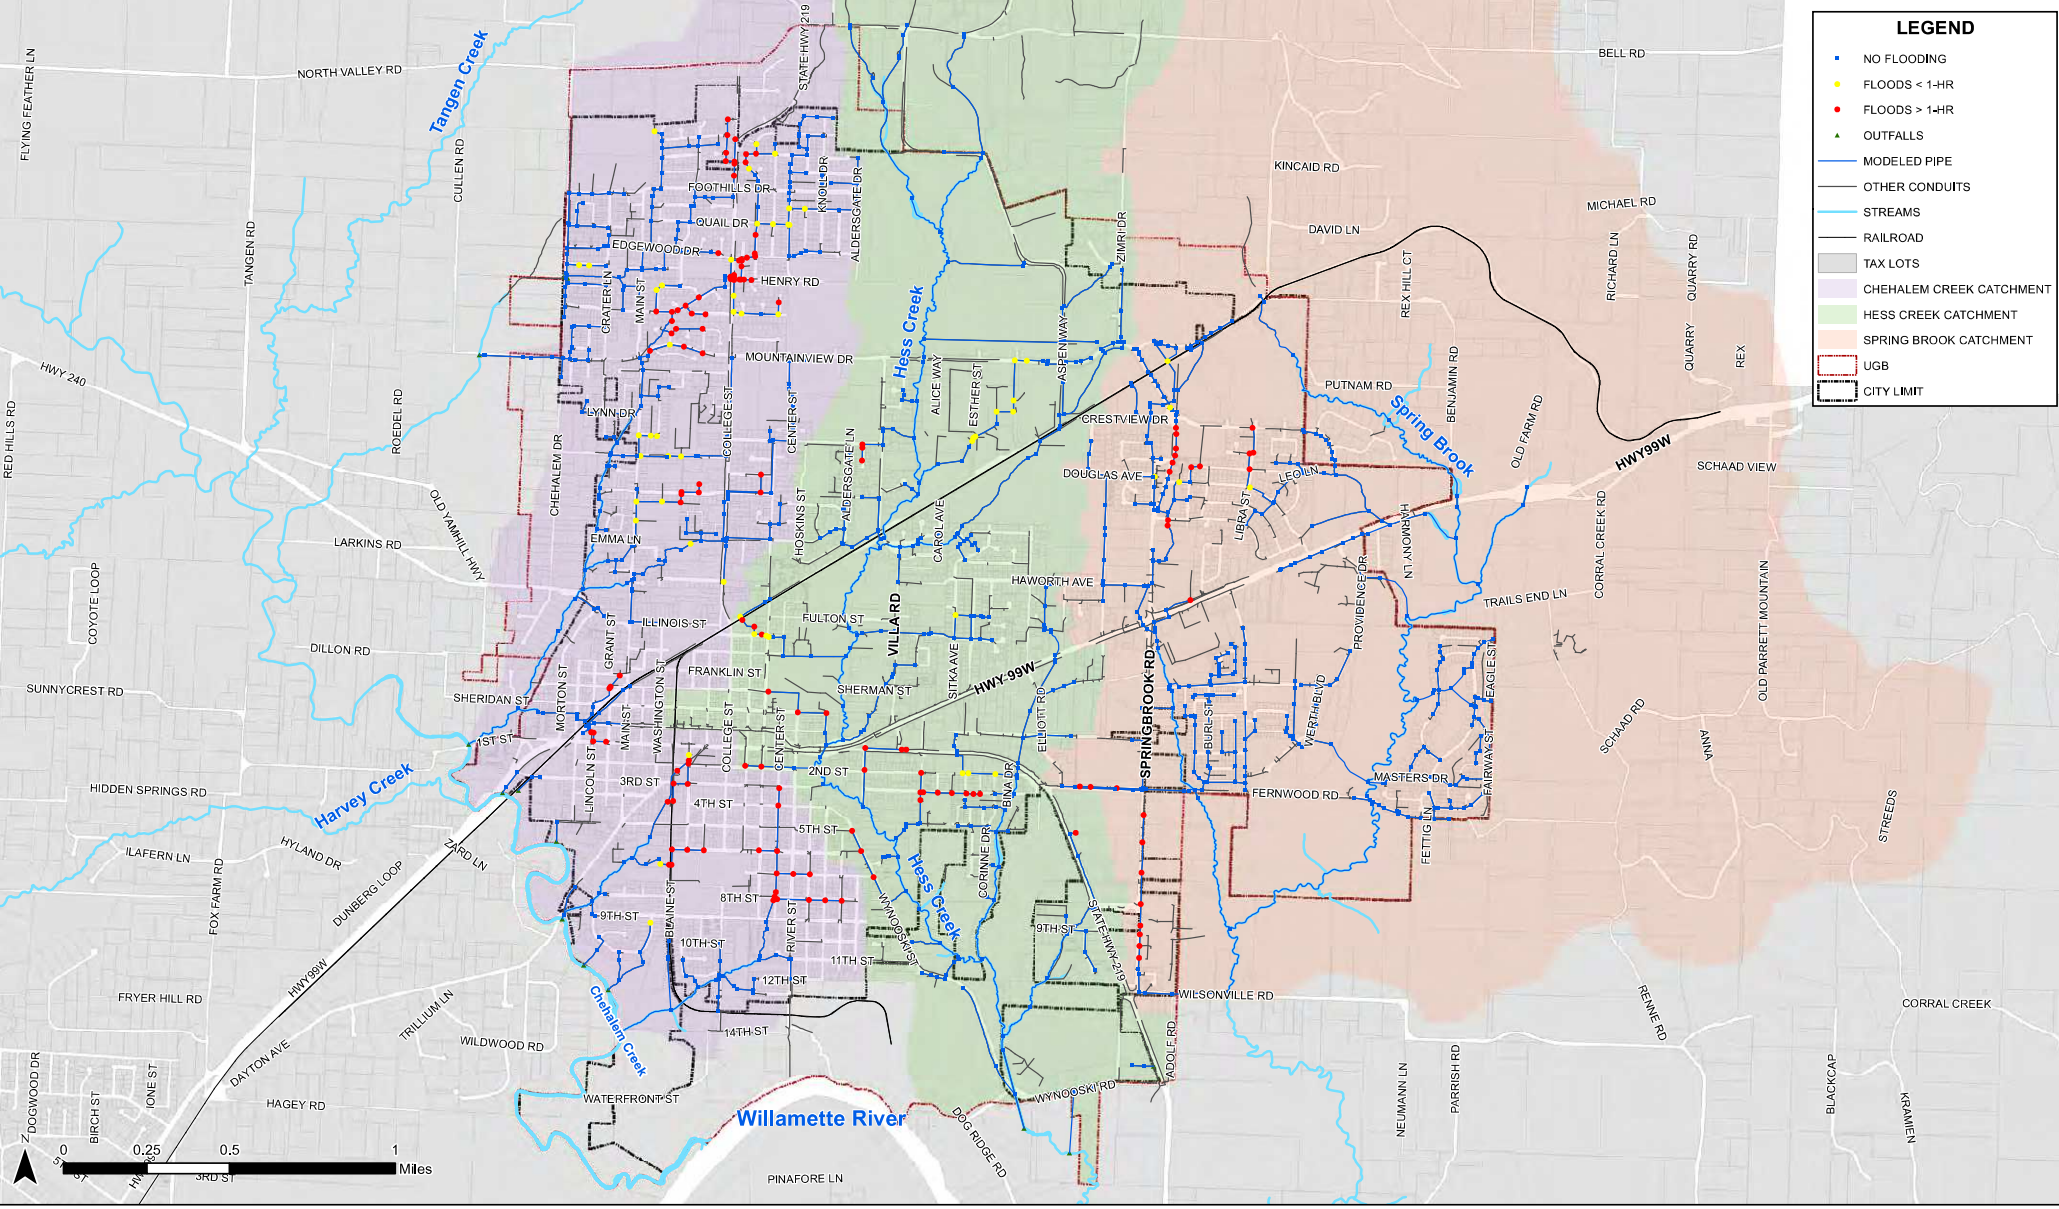 LEGEND
NO FLOODING
FLOODS < 1-HR
FLOODS > 1-HR
OUTFALLS
MODELED PIPE
OTHER CONDUITS
STREAMS
RAILROAD
TAX LOTS
CHEHALEM CREEK CATCHMENT
HESS CREEK CATCHMENT
SPRING BROOK CATCHMENT
UGB
CITY LIMIT
FLYING FEATHER LN
NORTH VALLEY RD
Tangen Creek
STATE HWY 219
BELL RD
CULLEN RD
TANGEN RD
FOOTHILLS DR
KNOLL DR
ALDERSGATE DR
QUAIL DR
EDGEWOOD DR
HENRY RD
CRATER LN
MAIN ST
ZIMRI DR
KINCAID RD
MICHAEL RD
DAVID LN
REX HILL CT
RICHARD LN
QUARRY RD
QUARRY
REX
HWY 240
RED HILLS RD
ROEDEL RD
MOUNTAINVIEW DR
Hess Creek
ALICE WAY
ESTHER ST
ASPEN WAY
PUTNAM RD
BENJAMIN RD
Spring Brook
OLD FARM RD
HWY99W
SCHAAD VIEW
LYNN DR
COLLEGE ST
CENTER ST
CHEHALEM DR
ALDERSGATE LN
CRESTVIEW DR
DOUGLAS AVE
LEO LN
LIBRA ST
HARMONY LN
CORRAL CREEK RD
OLD YAMHILL HWY
HOSKINS ST
CAROL AVE
EMMA LN
LARKINS RD
COYOTE LOOP
HAWORTH AVE
PROVIDENCE DR
TRAILS END LN
OLD PARRETT MOUNTAIN
ILLINOIS ST
GRANT ST
FULTON ST
VILLA RD
DILLON RD
FRANKLIN ST
SUNNYCREST RD
SHERIDAN ST
MORTON ST
WASHINGTON ST
MAIN ST
SHERMAN ST
SITKA AVE
HWY 99W
ELLIOTT RD
SPRINGBROOK RD
BURL ST
WERTH BLVD
EAGLE ST
SCHAAD RD
ANNA
1ST ST
COLLEGE ST
CENTER ST
2ND ST
LINCOLN ST
3RD ST
4TH ST
5TH ST
BINA DR
FERNWOOD RD
MASTERS DR
FAIRWAY ST
FETTIG LN
STREDS
HIDDEN SPRINGS RD
Harvey Creek
ILAFERN LN
HYLAND DR
ZARD LN
DUNBERG LOOP
FOX FARM RD
HWY99W
8TH ST
9TH ST
BLAINE ST
10TH ST
RIVER ST
11TH ST
12TH ST
14TH ST
WYNOOSKI ST
Hess Creek
CORINNE DR
9TH ST
STATE HWY 219
WILSONVILLE RD
ADOLF RD
RENNE RD
CORRAL CREEK
FRYER HILL RD
TRILLIUM LN
WILDWOOD RD
Chehalem Creek
DAYTON AVE
HAGEY RD
DOGWOOD DR
BIRCH ST
IONE ST
WATERFRONT ST
Willamette River
WYNOOSKI RD
DOG RIDGE RD
NEUMANN LN
PARRISH RD
BLACKCAP
KRAMIEN
PINAFORE LN
N
0
0.25
0.5
1
Miles
3RD ST